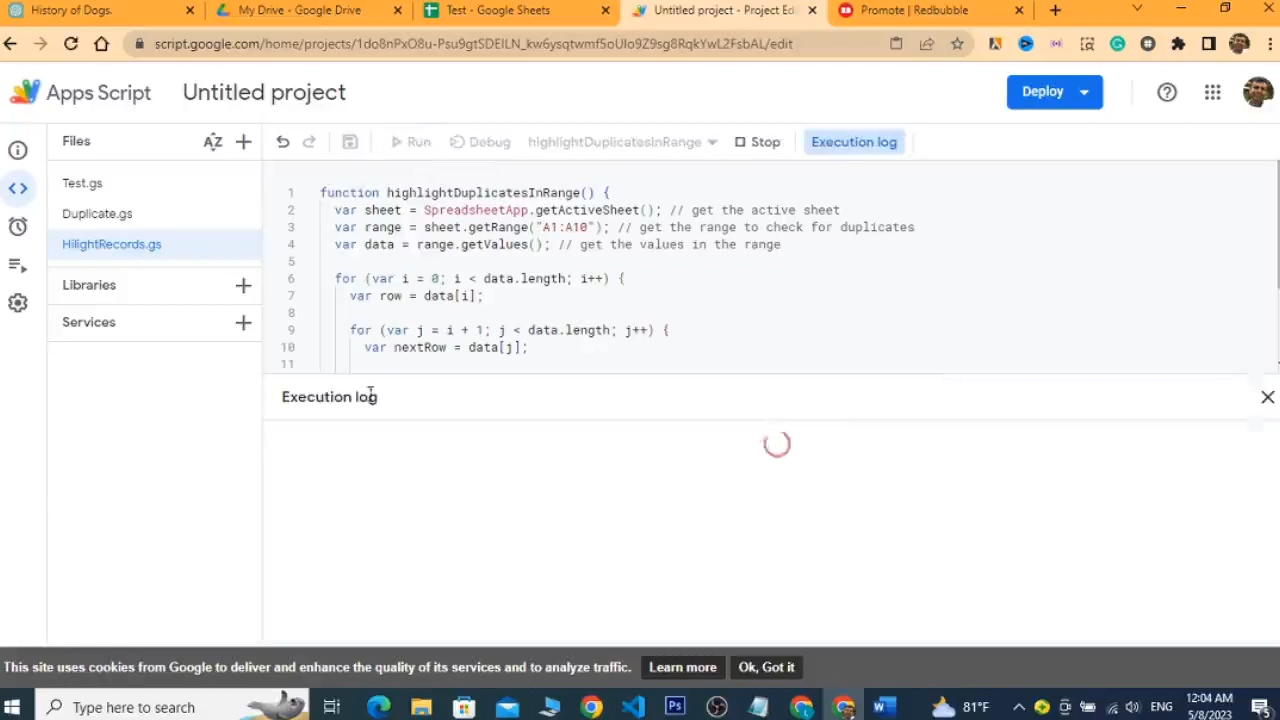 History of Dogs.
My Drive - Google Drive
Test - Google Sheets
Untitled project - Project Edi
Promote | Redbubble
script.google.com/home/projects/1do8nPxO8u-Psu9gtSDEILN_kw6ysqtwmf5oUIo9Z9sg8RqkYwL2FsbAL/edit
Apps Script
Untitled project
Deploy
Files
Run
Debug
highlightDuplicatesInRange
Stop
Execution log
Test.gs
Duplicate.gs
HilightRecords.gs
Libraries
Services
1 function highlightDuplicatesInRange() {
2 var sheet = SpreadsheetApp.getActiveSheet(); // get the active sheet
3 var range = sheet.getRange("A1:A10"); // get the range to check for duplicates
4 var data = range.getValues(); // get the values in the range
5
6 for (var i = 0; i < data.length; i++) {
7 var row = data[i];
8
9 for (var j = i + 1; j < data.length; j++) {
10 var nextRow = data[j];
11
Execution log
This site uses cookies from Google to deliver and enhance the quality of its services and to analyze traffic.
Learn more
Ok, Got it
Type here to search
81°F
ENG
12:04 AM
5/8/2023